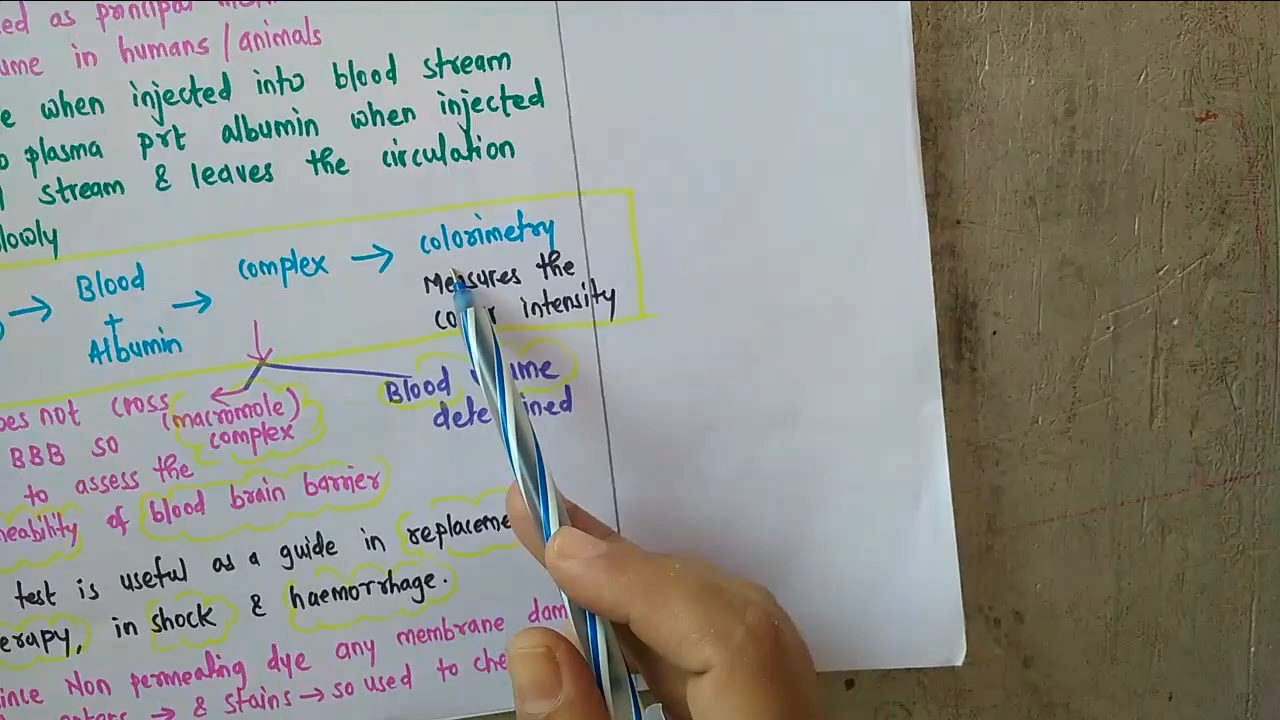 ed as principal
ume in humans/animals
e when injected into blood stream
o plasma prt albumin when injected
stream & leaves the circulation
lowly
→ Blood + Albumin → complex → colorimetry
Measures the
intensity
Blood
determined
oes not cross (macromole)
BBB so complex
to assess the
meability of blood brain barrier
test is useful as a guide in replaceme
erapy, in shock & haemorrhage.
ince Non permeating dye any membrane dam
→ & stains → so used to che